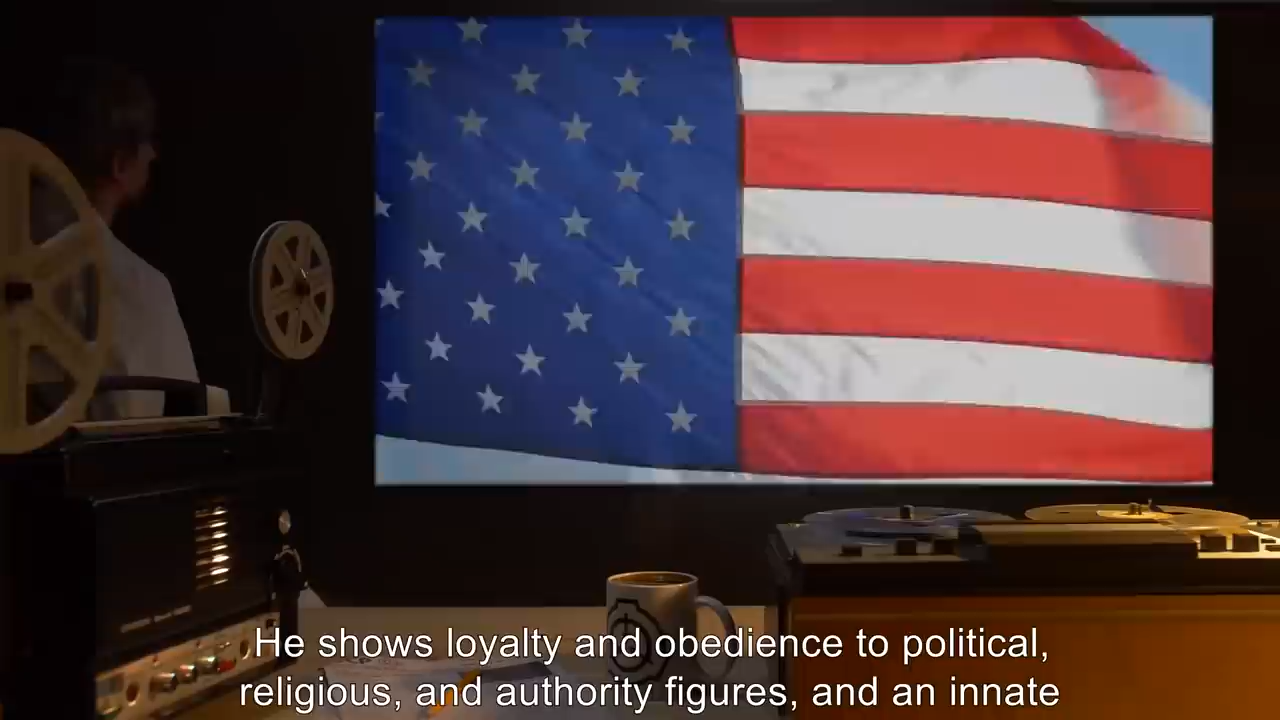 He shows loyalty and obedience to political,
religious, and authority figures, and an innate